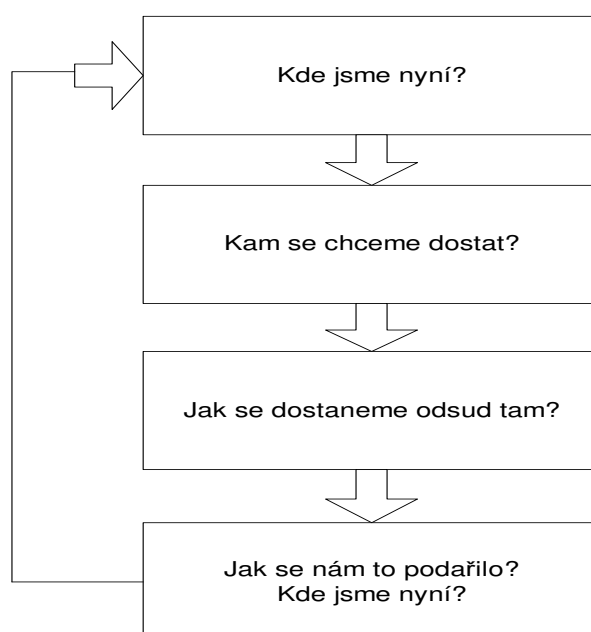 Kde jsme nyní?
Kam se chceme dostat?
Jak se dostaneme odsud tam?
Jak se nám to podařilo?
Kde jsme nyní?